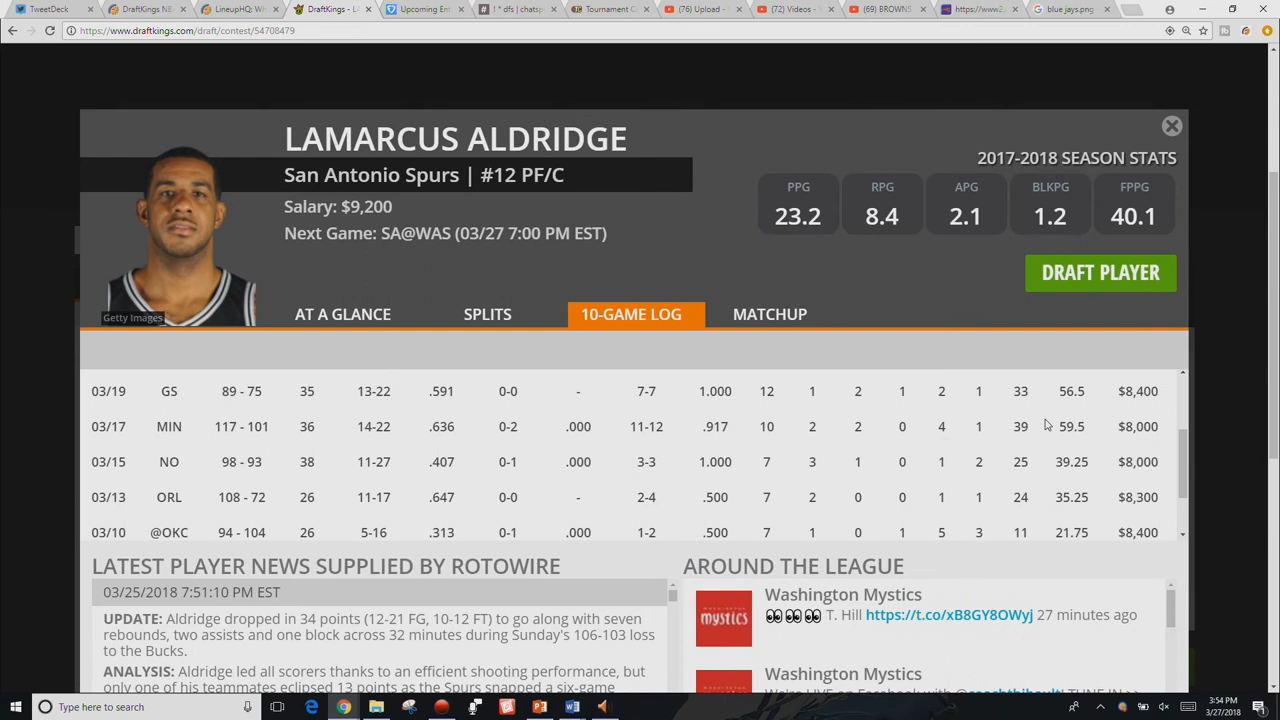 TweetDeck
DraftKings NB
LineupHQ: Wh
DraftKings - L
Upcoming Ent
! * dfs | chatsp
Tournament C
(76) Upload -
(72) Videos -
(69) BROWNS
https://www2
blue jays.png
https://www.draftkings.com/draft/contest/54708479
LAMARCUS ALDRIDGE
San Antonio Spurs | #12 PF/C
Salary: $9,200
Next Game: SA@WAS (03/27 7:00 PM EST)
Getty Images
2017-2018 SEASON STATS
PPG RPG APG BLKPG FPPG
23.2 8.4 2.1 1.2 40.1
DRAFT PLAYER
AT A GLANCE SPLITS 10-GAME LOG MATCHUP
03/19 GS 89 - 75 35 13-22 .591 0-0 - 7-7 1.000 12 1 2 1 2 1 33 56.5 $8,400
03/17 MIN 117 - 101 36 14-22 .636 0-2 .000 11-12 .917 10 2 2 0 4 1 39 59.5 $8,000
03/15 NO 98 - 93 38 11-27 .407 0-1 .000 3-3 1.000 7 3 1 0 1 2 25 39.25 $8,000
03/13 ORL 108 - 72 26 11-17 .647 0-0 - 2-4 .500 7 2 0 0 1 1 24 35.25 $8,300
03/10 @OKC 94 - 104 26 5-16 .313 0-1 .000 1-2 .500 7 1 0 1 5 3 11 21.75 $8,400
LATEST PLAYER NEWS SUPPLIED BY ROTOWIRE
03/25/2018 7:51:10 PM EST
UPDATE: Aldridge dropped in 34 points (12-21 FG, 10-12 FT) to go along with seven
rebounds, two assists and one block across 32 minutes during Sunday's 106-103 loss
to the Bucks.
ANALYSIS: Aldridge led all scorers thanks to an efficient shooting performance, but
only one of his teammates eclipsed 13 points as the Spurs snapped a six-game
AROUND THE LEAGUE
mystics
Washington Mystics
👀👀👀 T. Hill https://t.co/xB8GY8OWyj 27 minutes ago
Washington Mystics
Type here to search
3:54 PM
3/27/2018